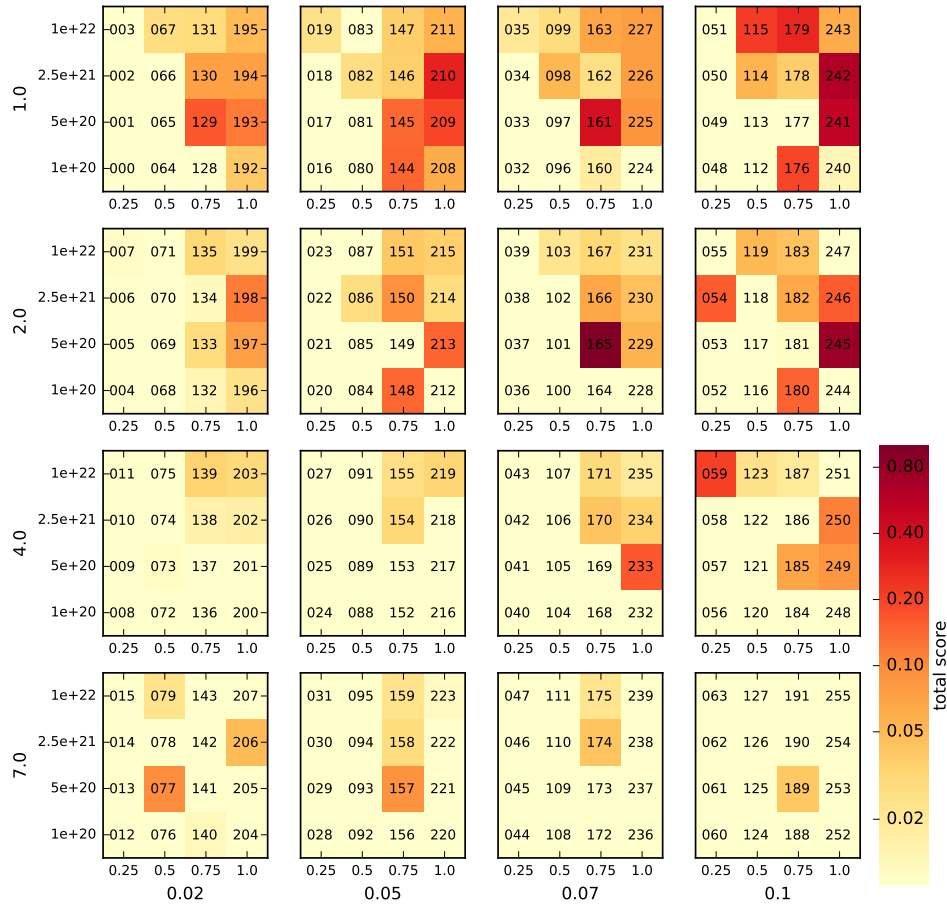 1e+22 003 067 131 195 019 083 147 211 035 099 163 227 051 115 179 243
2.5e+21 002 066 130 194 018 082 146 210 034 098 162 226 050 114 178 242
1.0
5e+20 001 065 129 193 017 081 145 209 033 097 161 225 049 113 177 241
1e+20 000 064 128 192 016 080 144 208 032 096 160 224 048 112 176 240
0.25 0.5 0.75 1.0 0.25 0.5 0.75 1.0 0.25 0.5 0.75 1.0 0.25 0.5 0.75 1.0
1e+22 007 071 135 199 023 087 151 215 039 103 167 231 055 119 183 247
2.5e+21 006 070 134 198 022 086 150 214 038 102 166 230 054 118 182 246
2.0
5e+20 005 069 133 197 021 085 149 213 037 101 165 229 053 117 181 245
1e+20 004 068 132 196 020 084 148 212 036 100 164 228 052 116 180 244
0.25 0.5 0.75 1.0 0.25 0.5 0.75 1.0 0.25 0.5 0.75 1.0 0.25 0.5 0.75 1.0
1e+22 011 075 139 203 027 091 155 219 043 107 171 235 059 123 187 251
2.5e+21 010 074 138 202 026 090 154 218 042 106 170 234 058 122 186 250
4.0
5e+20 009 073 137 201 025 089 153 217 041 105 169 233 057 121 185 249
1e+20 008 072 136 200 024 088 152 216 040 104 168 232 056 120 184 248
0.25 0.5 0.75 1.0 0.25 0.5 0.75 1.0 0.25 0.5 0.75 1.0 0.25 0.5 0.75 1.0
1e+22 015 079 143 207 031 095 159 223 047 111 175 239 063 127 191 255
2.5e+21 014 078 142 206 030 094 158 222 046 110 174 238 062 126 190 254
7.0
5e+20 013 077 141 205 029 093 157 221 045 109 173 237 061 125 189 253
1e+20 012 076 140 204 028 092 156 220 044 108 172 236 060 124 188 252
0.25 0.5 0.75 1.0 0.25 0.5 0.75 1.0 0.25 0.5 0.75 1.0 0.25 0.5 0.75 1.0
0.02 0.05 0.07 0.1
0.80
0.40
0.20
0.10
0.05
0.02
total score